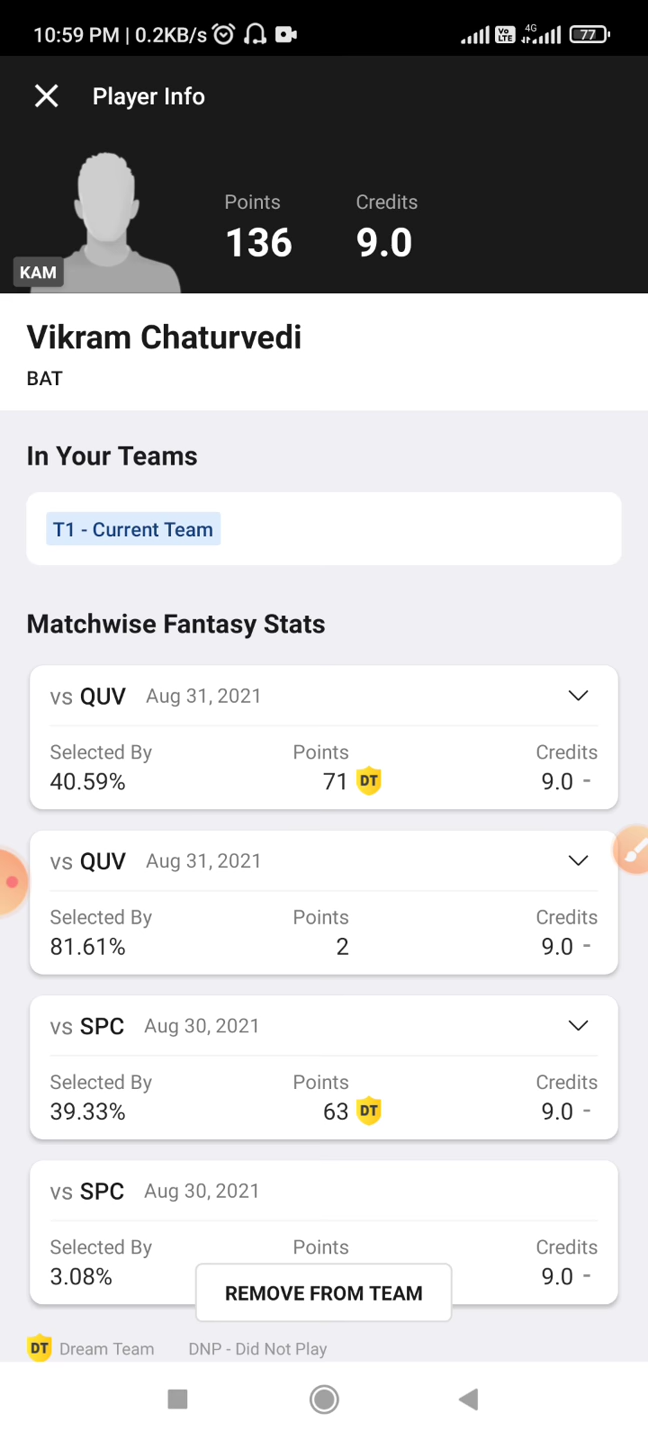 10:59 PM | 0.2KB/s Vo LTE 4G 77
Player Info
Points Credits
136 9.0
KAM
Vikram Chaturvedi
BAT
In Your Teams
T1 - Current Team
Matchwise Fantasy Stats
vs QUV Aug 31, 2021
Selected By Points Credits
40.59% 71 DT 9.0 -
vs QUV Aug 31, 2021
Selected By Points Credits
81.61% 2 9.0 -
vs SPC Aug 30, 2021
Selected By Points Credits
39.33% 63 DT 9.0 -
vs SPC Aug 30, 2021
Selected By Points Credits
3.08% 9.0 -
REMOVE FROM TEAM
DT Dream Team DNP - Did Not Play